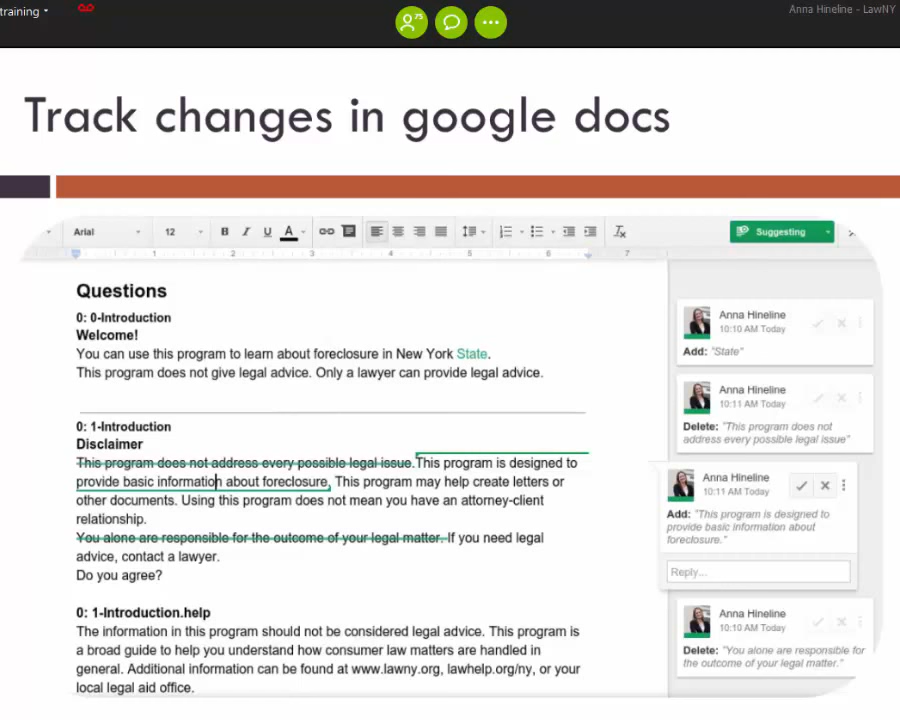 training
75
Anna Hineline - LawNY
Track changes in google docs
Arial
12
B I U A
Suggesting
1 2 3 4 5 6 7
Questions
0: 0-Introduction
Welcome!
You can use this program to learn about foreclosure in New York State.
This program does not give legal advice. Only a lawyer can provide legal advice.
0: 1-Introduction
Disclaimer
This program does not address every possible legal issue.This program is designed to
provide basic information about foreclosure. This program may help create letters or
other documents. Using this program does not mean you have an attorney-client
relationship.
You alone are responsible for the outcome of your legal matter. If you need legal
advice, contact a lawyer.
Do you agree?
0: 1-Introduction.help
The information in this program should not be considered legal advice. This program is
a broad guide to help you understand how consumer law matters are handled in
general. Additional information can be found at www.lawny.org, lawhelp.org/ny, or your
local legal aid office.
Anna Hineline
10:10 AM Today
Add: "State"
Anna Hineline
10:11 AM Today
Delete: "This program does not
address every possible legal issue"
Anna Hineline
10:11 AM Today
Add: "This program is designed to
provide basic information about
foreclosure."
Reply...
Anna Hineline
10:10 AM Today
Delete: "You alone are responsible for
the outcome of your legal matter."